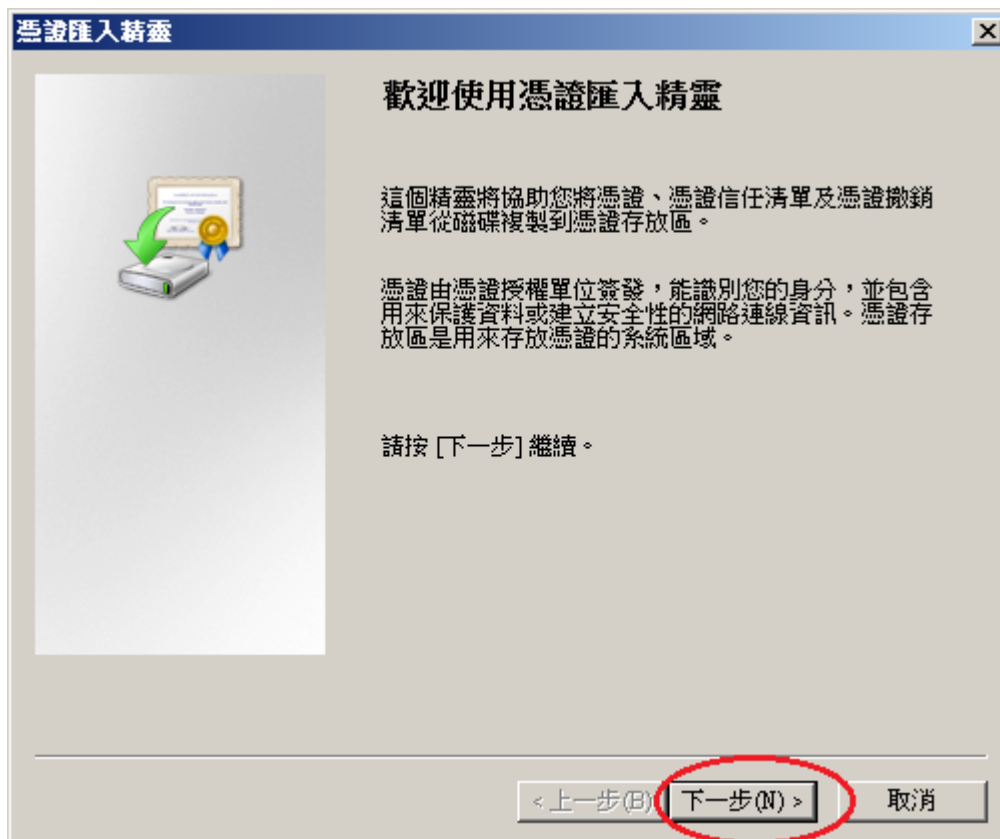 憑證匯入精靈
歡迎使用憑證匯入精靈
這個精靈將協助您將憑證、憑證信任清單及憑證撤銷
清單從磁碟複製到憑證存放區。
憑證由憑證授權單位簽發，能識別您的身分，並包含
用來保護資料或建立安全性的網路連線資訊。憑證存
放區是用來存放憑證的系統區域。
請按 [下一步] 繼續。
< 上一步(B) 下一步(N) > 取消